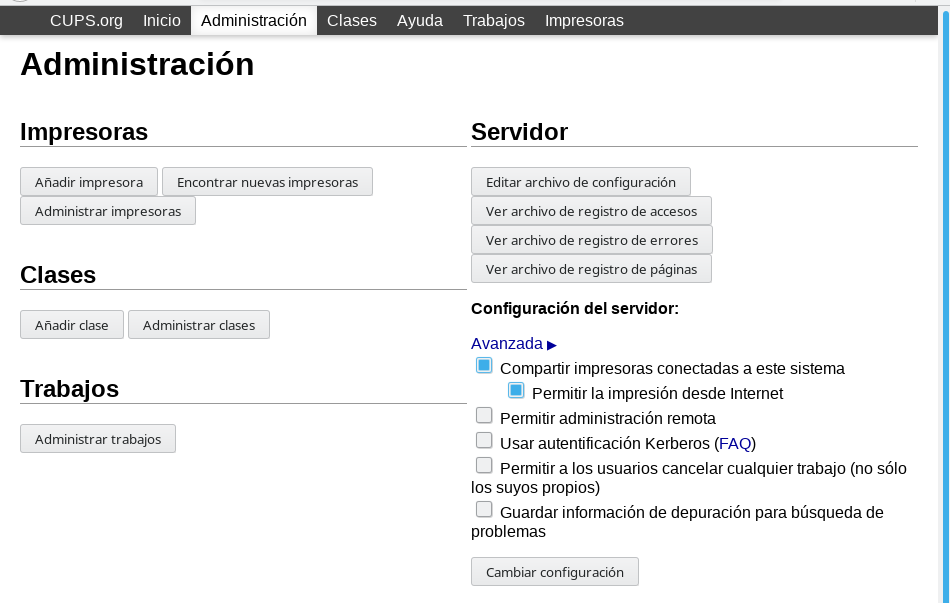 CUPS.org Inicio Administración Clases Ayuda Trabajos Impresoras
Administración
Impresoras
Añadir impresora Encontrar nuevas impresoras
Administrar impresoras
Clases
Añadir clase Administrar clases
Trabajos
Administrar trabajos
Servidor
Editar archivo de configuración
Ver archivo de registro de accesos
Ver archivo de registro de errores
Ver archivo de registro de páginas
Configuración del servidor:
Avanzada ▶
Compartir impresoras conectadas a este sistema
Permitir la impresión desde Internet
Permitir administración remota
Usar autentificación Kerberos (FAQ)
Permitir a los usuarios cancelar cualquier trabajo (no sólo
los suyos propios)
Guardar información de depuración para búsqueda de
problemas
Cambiar configuración